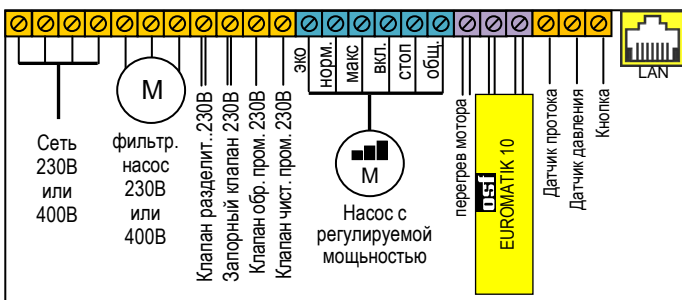 LAN
эко
норм.
макс
вкл.
стоп
общ.
Сеть
230В
или
400В
M
фильтр.
насос
230В
или
400В
Клапан разделит..230В
Запорный клапан 230В
Клапан обр. пром. 230В
Клапан чист. пром. 230В
M
Насос с
регулируемой
мощьностью
перегрев мотора
osf
EUROMATIK 10
Датчик протока
Датчик давления
Кнопка